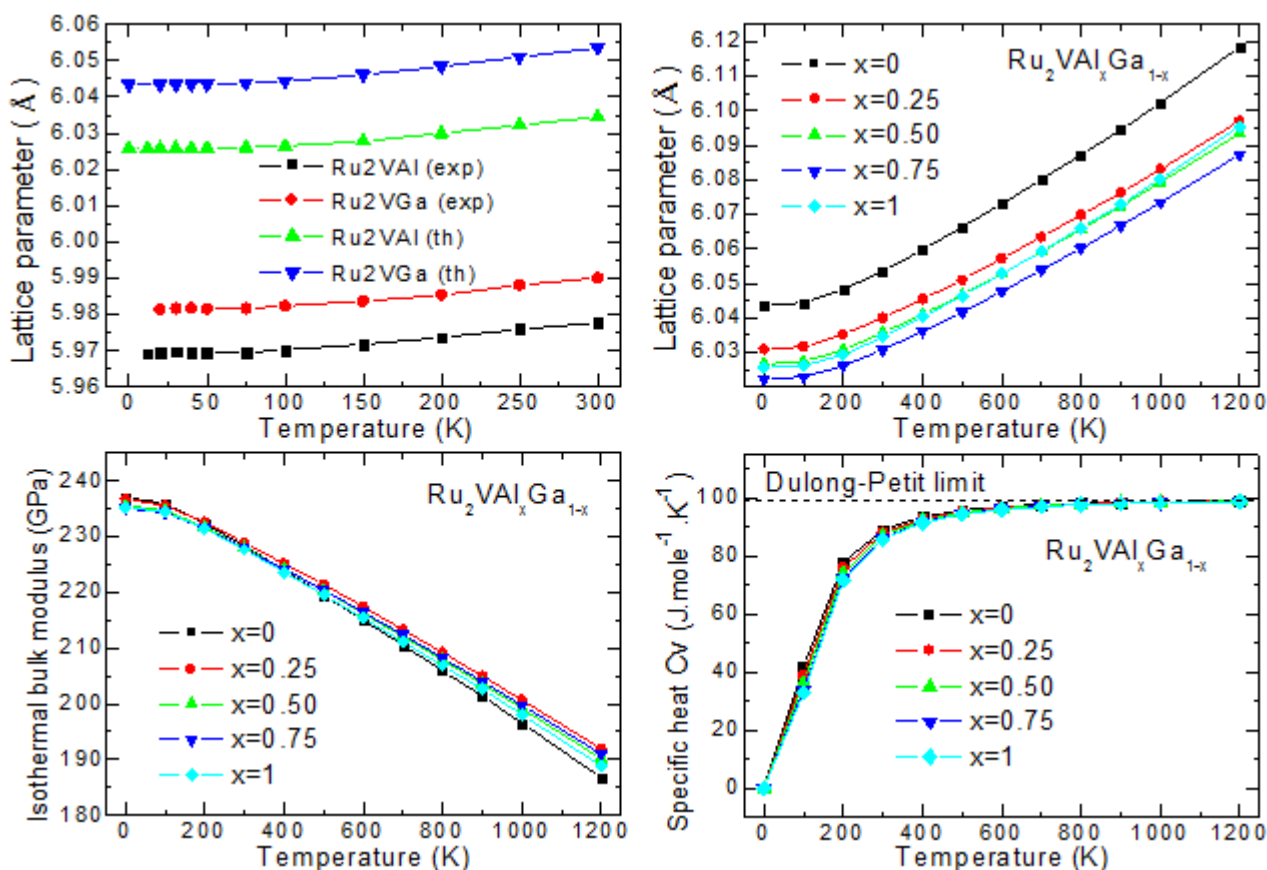 6.06
6.05
6.04
6.03
6.02
6.01
6.00
5.99
5.98
5.97
5.96
Lattice parameter (Å)
Ru2VAl (exp)
Ru2VGa (exp)
Ru2VAl (th)
Ru2VGa (th)
0 50 100 150 200 250 300
Temperature (K)
6.12
6.11
6.10
6.09
6.08
6.07
6.06
6.05
6.04
6.03
Lattice parameter (Å)
Ru2VAlxGa1-x
x=0
x=0.25
x=0.50
x=0.75
x=1
0 200 400 600 800 1000 1200
Temperature (K)
240
230
220
210
200
190
180
Isothermal bulk modulus (GPa)
Ru2VAlxGa1-x
x=0
x=0.25
x=0.50
x=0.75
x=1
0 200 400 600 800 1000 1200
Temperature (K)
100
80
60
40
20
0
Specific heat Cv (J.mole-1.K-1)
Dulong-Petit limit
Ru2VAlxGa1-x
x=0
x=0.25
x=0.50
x=0.75
x=1
0 200 400 600 800 1000 1200
Temperature (K)